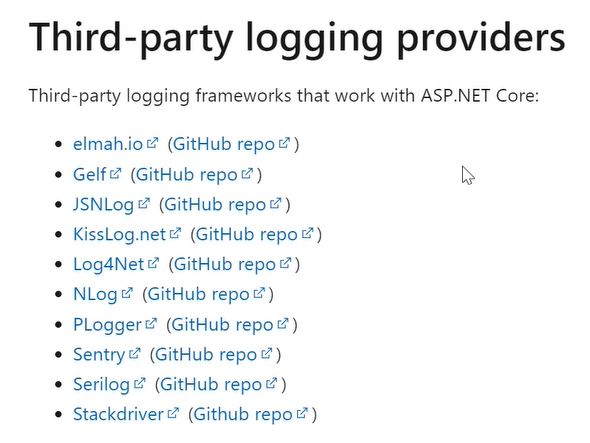 Third-party logging providers
Third-party logging frameworks that work with ASP.NET Core:
• elmah.io (GitHub repo)
• Gelf (GitHub repo)
• JSNLog (GitHub repo)
• KissLog.net (GitHub repo)
• Log4Net (GitHub repo)
• NLog (GitHub repo)
• PLogger (GitHub repo)
• Sentry (GitHub repo)
• Serilog (GitHub repo)
• Stackdriver (Github repo)